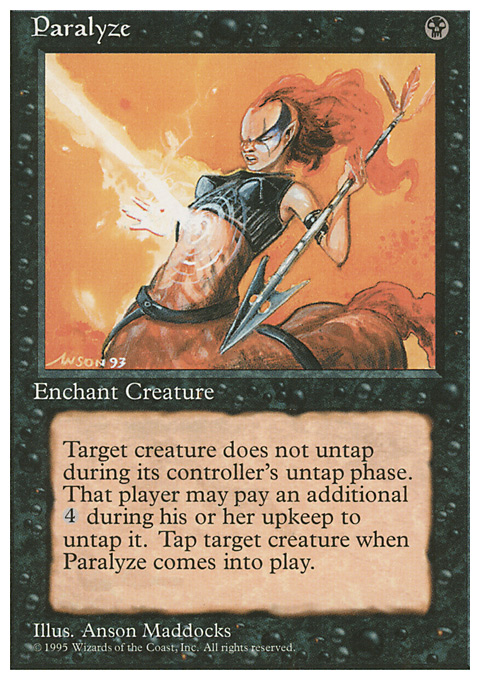 Paralyze
ANSON 93
Enchant Creature
Target creature does not untap
during its controller's untap phase.
That player may pay an additional
4 during his or her upkeep to
untap it. Tap target creature when
Paralyze comes into play.
Illus. Anson Maddocks
© 1995 Wizards of the Coast, Inc. All rights reserved.